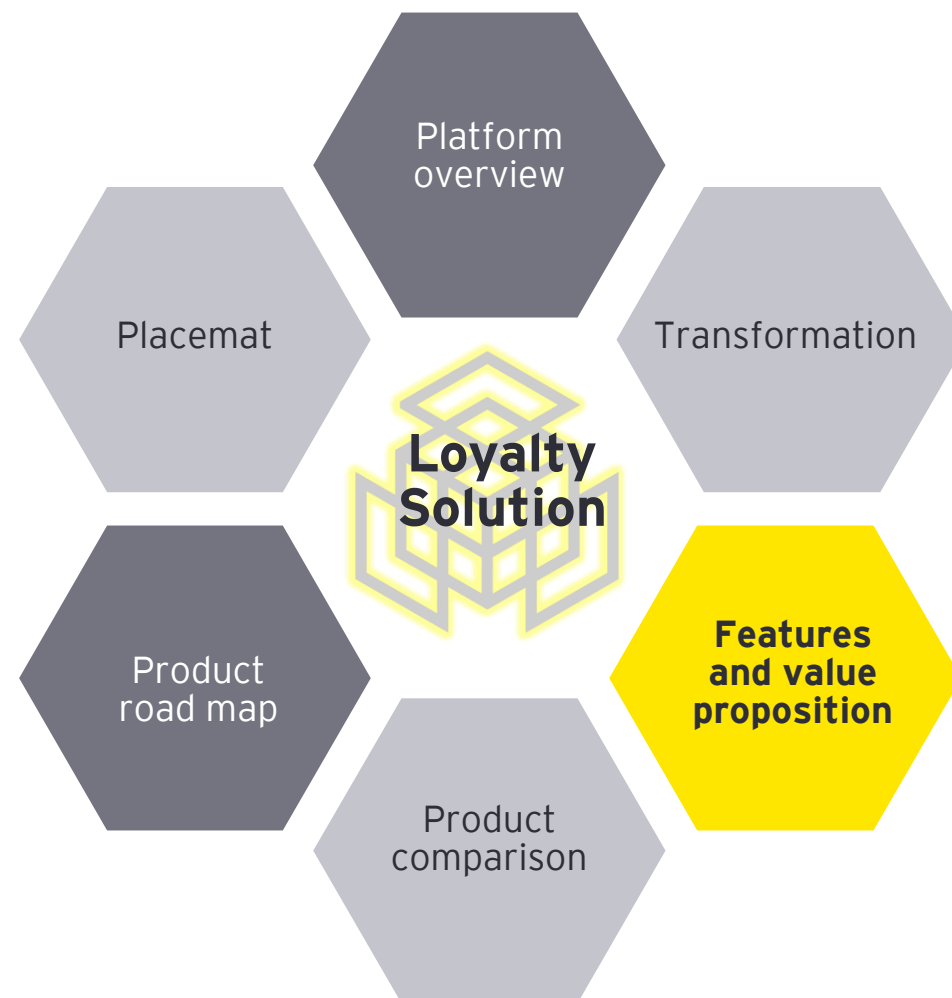 Platform
overview
Placemat
Transformation
Loyalty
Solution
Features
and value
proposition
Product
road map
Product
comparison